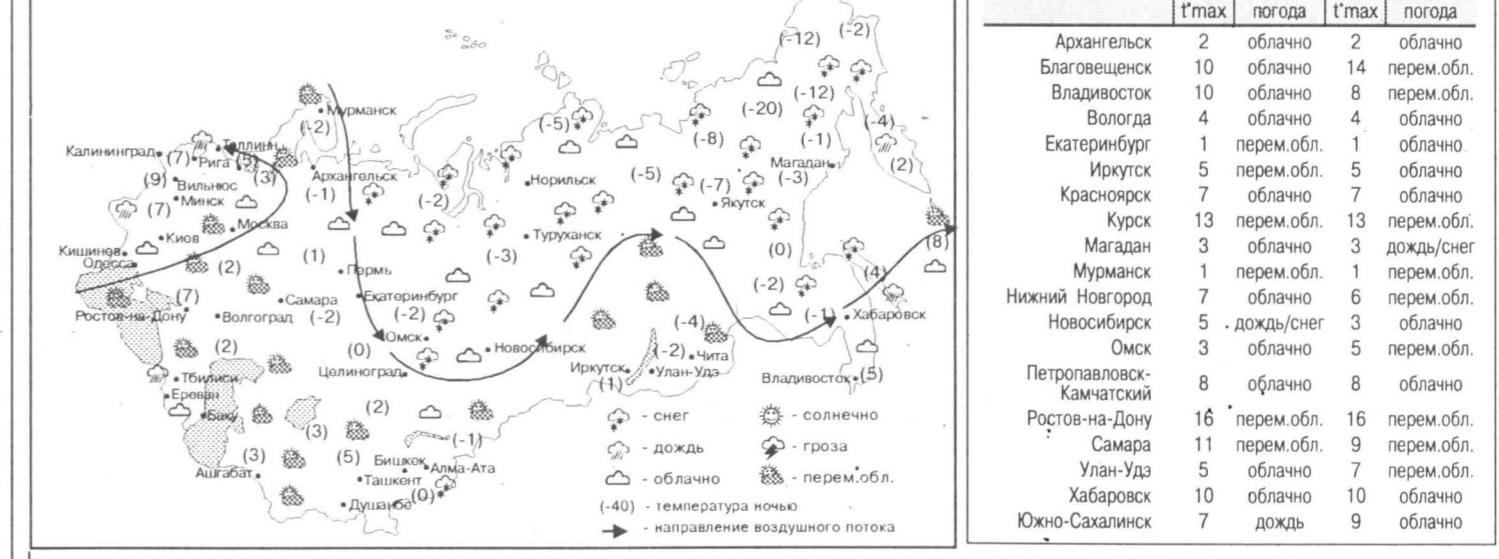 (-12) (-2)
Мурманск
(-2)
(-12)
(-20)
(-5)
(-8)
(-1)
(-4)
Калининград
Таллинн
(7)
Рига
(5)
(3)
Архангельск
(-1)
Магадан
(-3)
(2)
(9)
Вильнюс
Минск
(7)
(-2)
Норильск
(-5)
(-7)
Якутск
Москва
Киов
Кишинев
Одесса
(2)
(1)
Пермь
Туруханск
(-3)
(0)
(8)
(7)
Ростов-на-Дону
Волгоград
Самара
(-2)
Екатеринбург
(-2)
(-2)
(4)
(-1)
Хабаровск
(2)
(0)
Омск
Целиноград
Новосибирск
(-4)
(-2)
Чита
Иркутск
(1)
Улан-Удэ
Владивосток
(5)
Тбилиси
Ереван
Баку
(2)
(3)
(-1)
(3)
Ашгабат
(5)
Бишкек
Алма-Ата
Ташкент
(0)
Душанбе
- снег - солнечно
- дождь - гроза
- облачно - перем.обл.
(-40) - температура ночью
- направление воздушного потока
t°max погода t°max погода
Архангельск 2 облачно 2 облачно
Благовещенск 10 облачно 14 перем.обл.
Владивосток 10 облачно 8 перем.обл.
Вологда 4 облачно 4 облачно
Екатеринбург 1 перем.обл. 1 облачно
Иркутск 5 перем.обл. 5 облачно
Красноярск 7 облачно 7 облачно
Курск 13 перем.обл. 13 перем.обл.
Магадан 3 облачно 3 дождь/снег
Мурманск 1 перем.обл. 1 перем.обл.
Нижний Новгород 7 облачно 6 перем.обл.
Новосибирск 5 дождь/снег 3 облачно
Омск 3 облачно 5 перем.обл.
Петропавловск-
Камчатский 8 облачно 8 облачно
Ростов-на-Дону 16 перем.обл. 16 перем.обл.
Самара 11 перем.обл. 9 перем.обл.
Улан-Удэ 5 облачно 7 перем.обл.
Хабаровск 10 облачно 10 облачно
Южно-Сахалинск 7 дождь 9 облачно